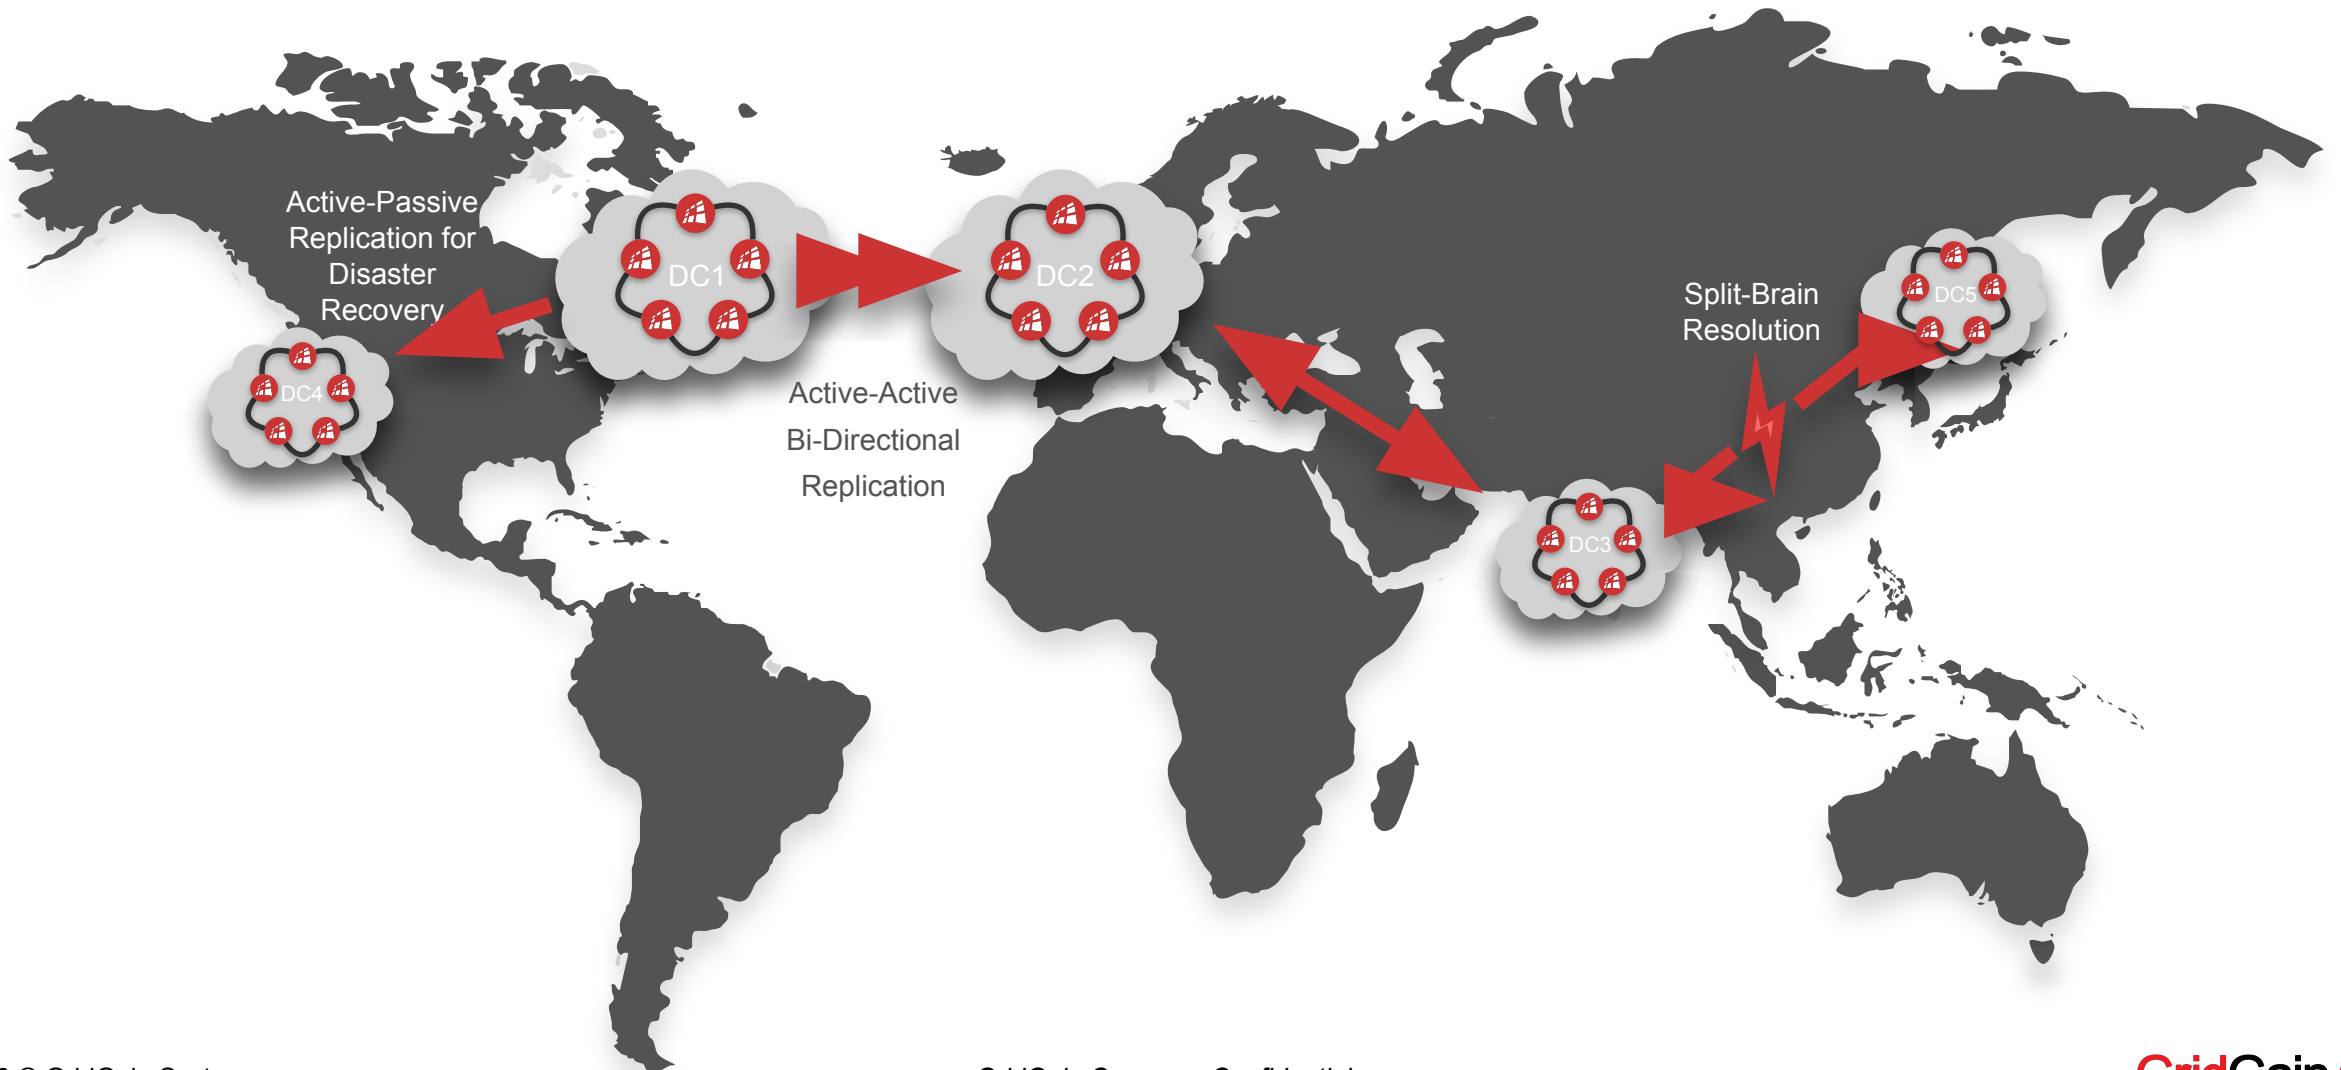 Active-Passive
Replication for
Disaster
Recovery
DC1
DC2
DC5
Split-Brain
Resolution
DC4
Active-Active
Bi-Directional
Replication
DC3
GridGain